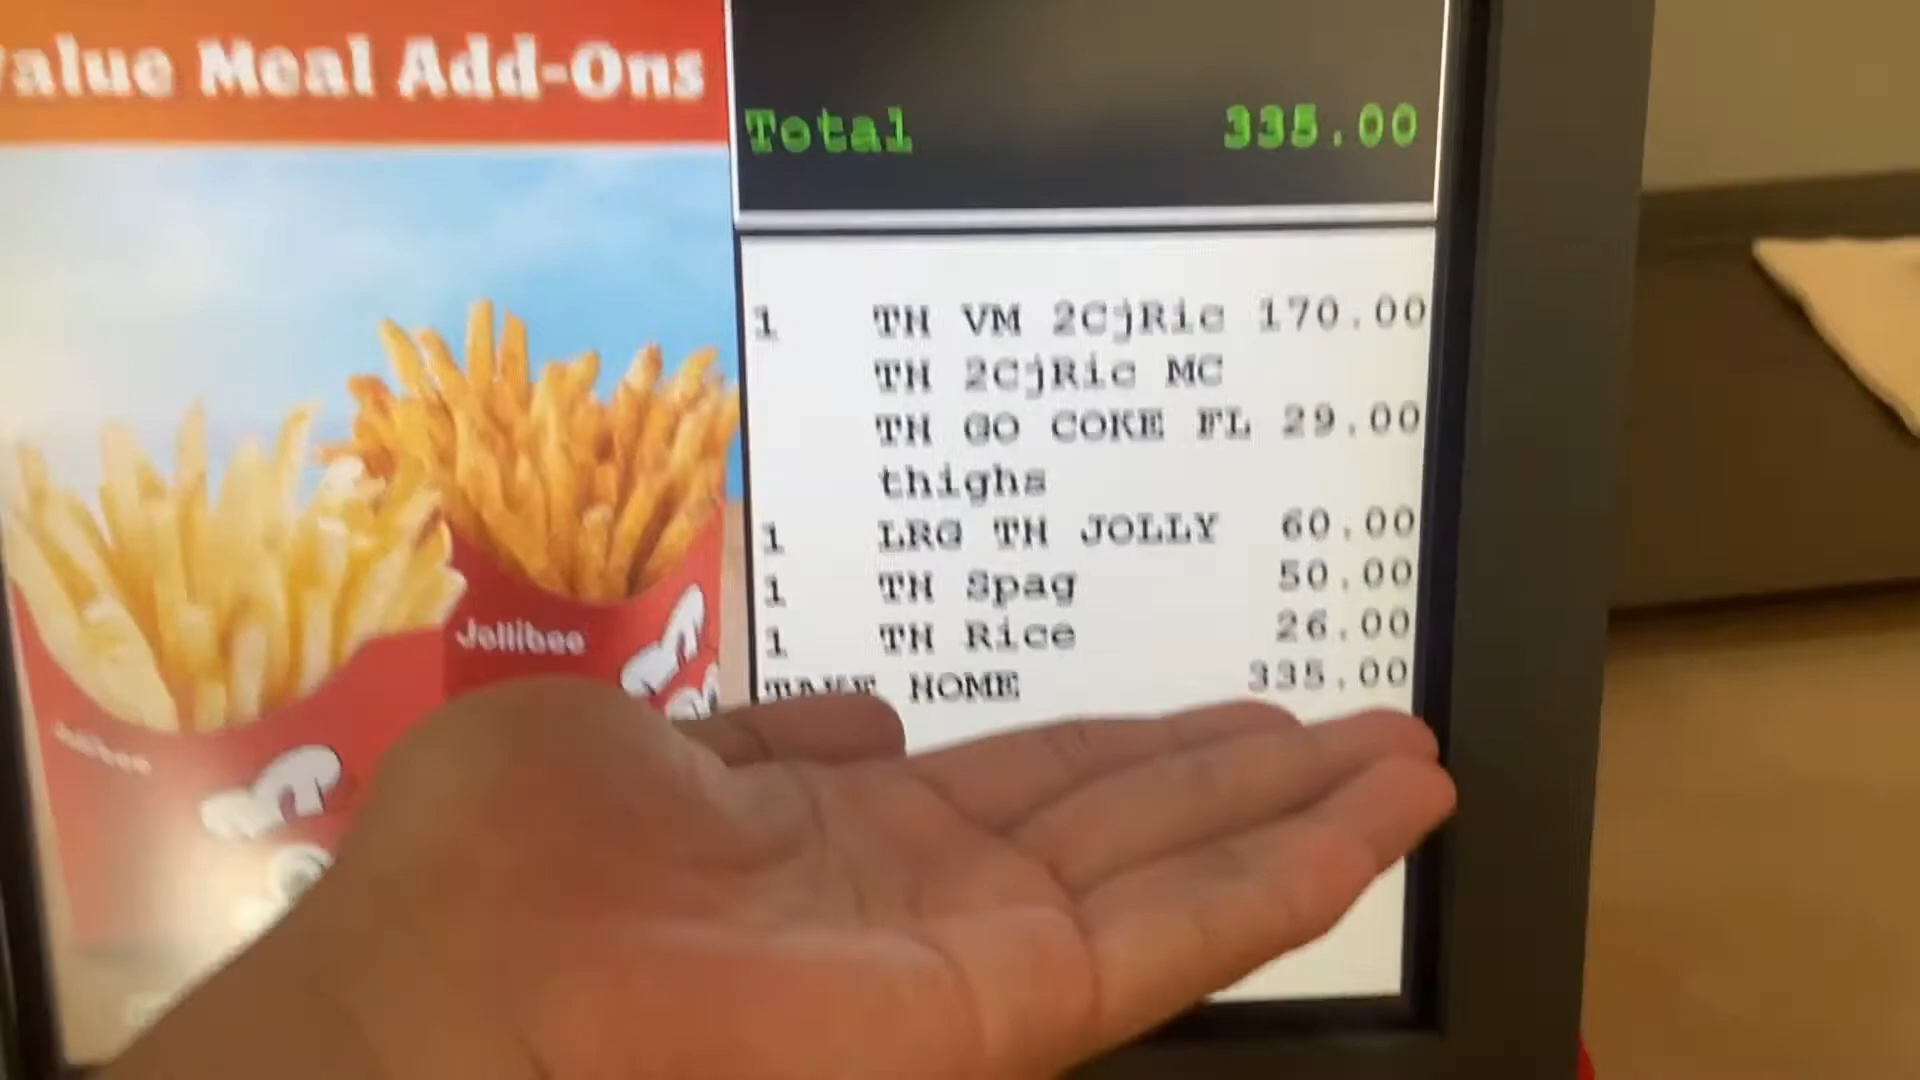 Value Meal Add-Ons
Total 335.00
1 TH VM 2CjRic 170.00
TH 2CjRic MC
TH GO COKE FL 29.00
thighs
1 LRG TH JOLLY 60.00
1 TH Spag 50.00
1 TH Rice 26.00
TAKE HOME 335.00
Jollibee